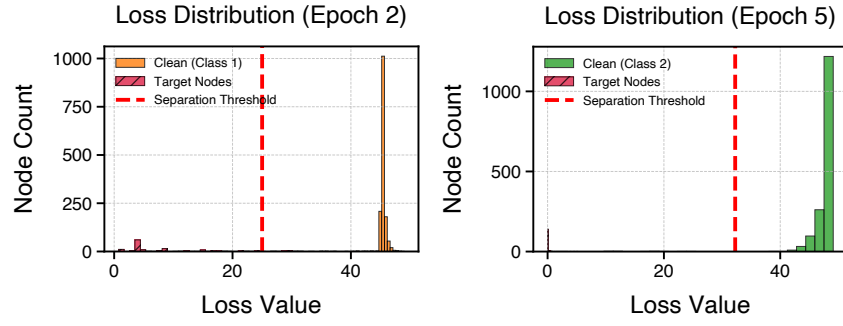 Loss Distribution (Epoch 2)
Node Count
1000
750
500
250
0
Clean (Class 1)
Target Nodes
Separation Threshold
0
20
40
Loss Value
Loss Distribution (Epoch 5)
Node Count
1000
500
0
Clean (Class 2)
Target Nodes
Separation Threshold
0
20
40
Loss Value